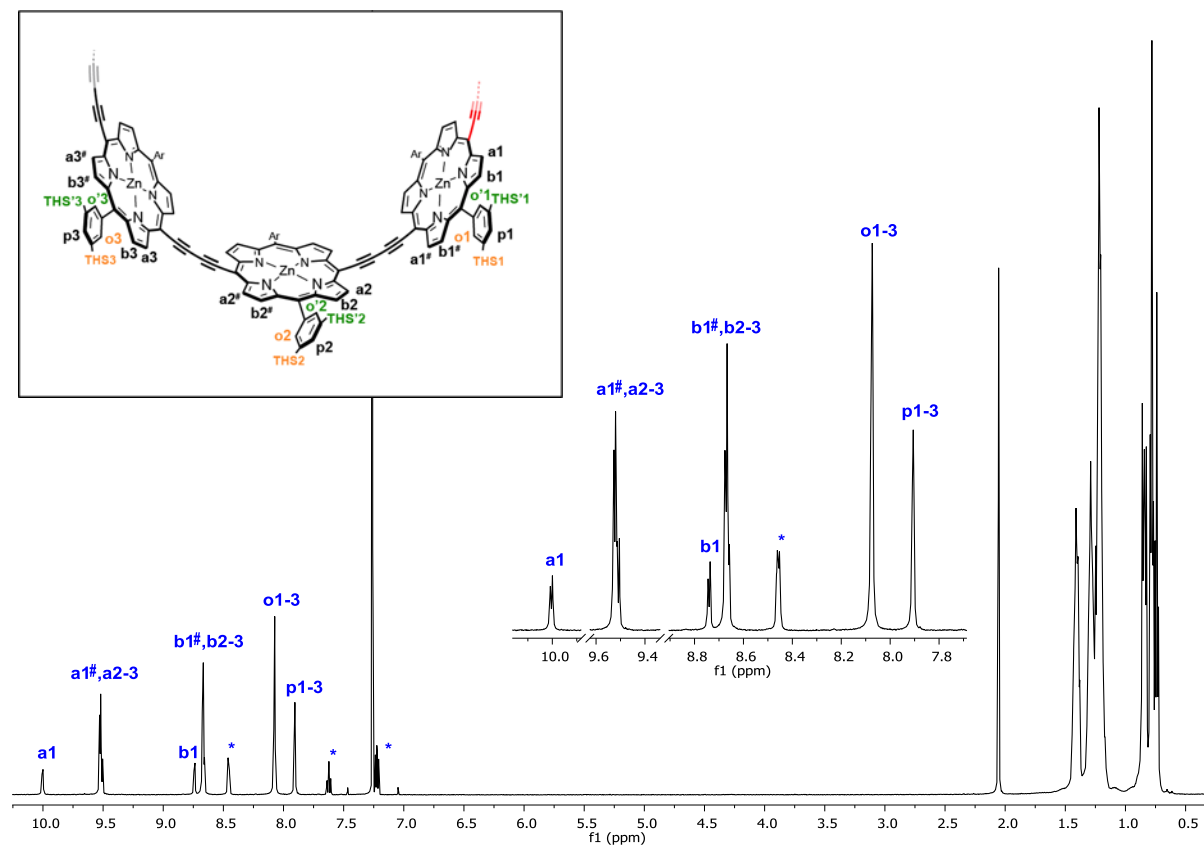 a3#
b3#
THS'3
o'3
p3
o3
THS3
b3
a3
Ar
N
N
N
N
Zn
Ar
N
N
N
N
Zn
a2#
b2#
a2
b2
o'2
THS'2
o2
p2
THS2
Ar
N
N
N
N
Zn
a1
b1
o'1
THS'1
o1
p1
THS1
a1#
b1#
a1
a1#,a2-3
b1
b1#,b2-3
*
o1-3
p1-3
10.0
9.6
9.4
8.8
8.6
8.4
8.2
8.0
7.8
f1 (ppm)
a1
a1#,a2-3
b1
b1#,b2-3
*
o1-3
p1-3
*
*
10.0
9.5
9.0
8.5
8.0
7.5
7.0
6.5
6.0
5.5
5.0
4.5
4.0
3.5
3.0
2.5
2.0
1.5
1.0
0.5
f1 (ppm)